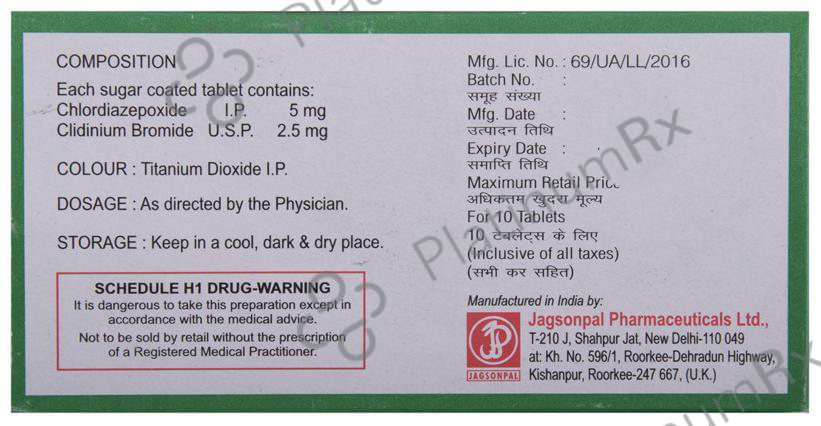 COMPOSITION
Each sugar coated tablet contains:
Chlordiazepoxide I.P. 5 mg
Clidinium Bromide U.S.P. 2.5 mg
COLOUR : Titanium Dioxide I.P.
DOSAGE : As directed by the Physician.
STORAGE : Keep in a cool, dark & dry place.
SCHEDULE H1 DRUG-WARNING
It is dangerous to take this preparation except in
accordance with the medical advice.
Not to be sold by retail without the prescription
of a Registered Medical Practitioner.
Mfg. Lic. No. : 69/UA/LL/2016
Batch No. :
समूह संख्या
Mfg. Date :
उत्पादन तिथि
Expiry Date :
समाप्ति तिथि
Maximum Retail Price
अधिकतम खुदरा मूल्य
For 10 Tablets
10 टेबलेट्स के लिए
(Inclusive of all taxes)
(सभी कर सहित)
Manufactured in India by:
Jagsonpal Pharmaceuticals Ltd.,
T-210 J, Shahpur Jat, New Delhi-110 049
at: Kh. No. 596/1, Roorkee-Dehradun Highway,
Kishanpur, Roorkee-247 667, (U.K.)
JAGSONPAL
PlatinumRx